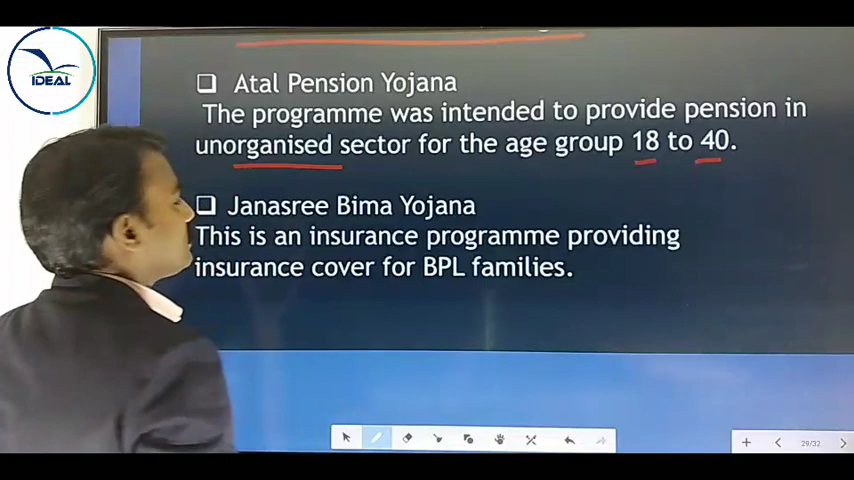 IDEAL
❑ Atal Pension Yojana
The programme was intended to provide pension in
unorganised sector for the age group 18 to 40.
❑ Janasree Bima Yojana
This is an insurance programme providing
insurance cover for BPL families.
29/32